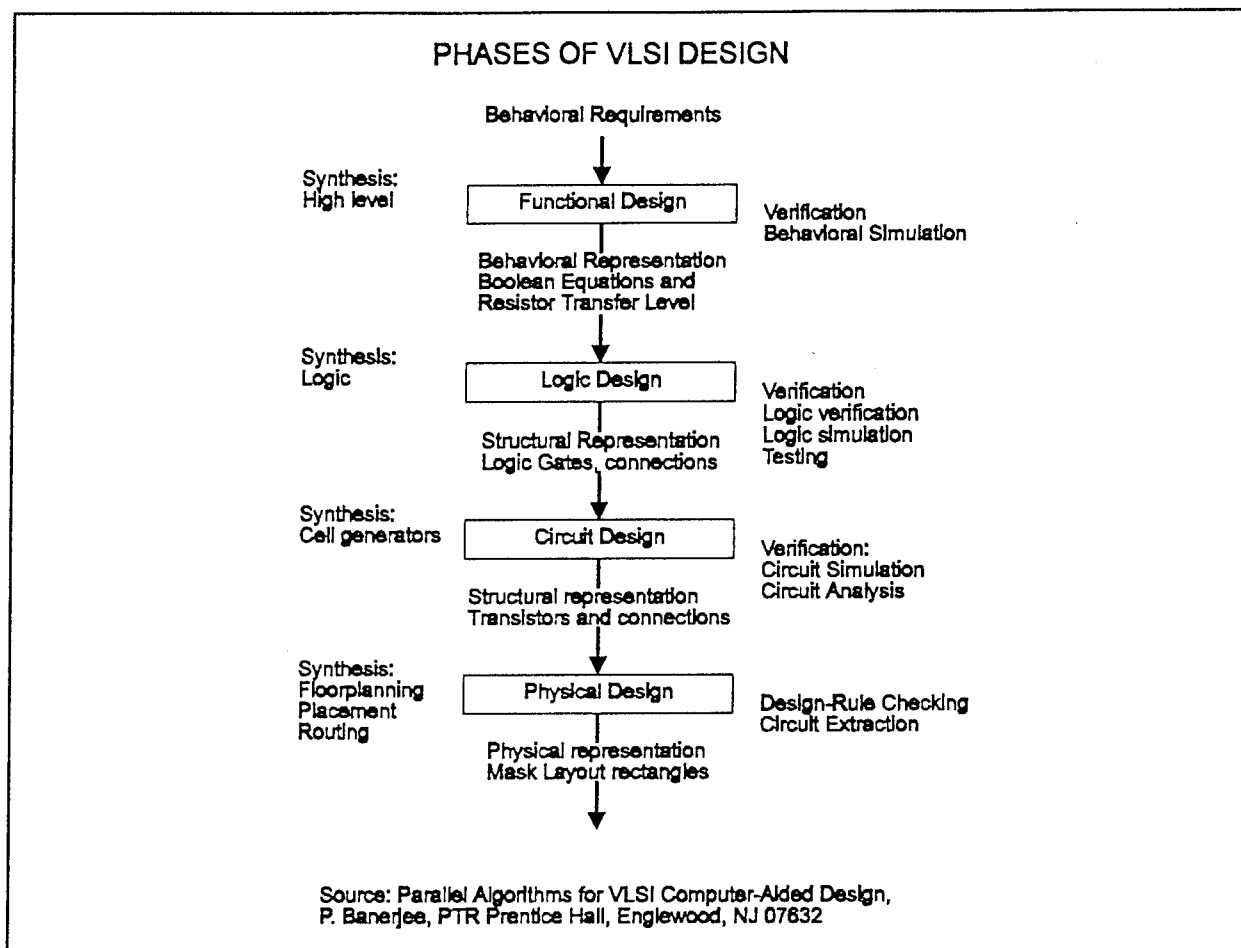 PHASES OF VLSI DESIGN
Behavioral Requirements
Synthesis:
High level
Functional Design
Verification
Behavioral Simulation
Behavioral Representation
Boolean Equations and
Resistor Transfer Level
Synthesis:
Logic
Logic Design
Verification
Logic verification
Logic simulation
Testing
Structural Representation
Logic Gates, connections
Synthesis:
Cell generators
Circuit Design
Verification:
Circuit Simulation
Circuit Analysis
Structural representation
Transistors and connections
Synthesis:
Floorplanning
Placement
Routing
Physical Design
Design-Rule Checking
Circuit Extraction
Physical representation
Mask Layout rectangles
Source: Parallel Algorithms for VLSI Computer-Aided Design,
P. Banerjee, PTR Prentice Hall, Englewood, NJ 07632